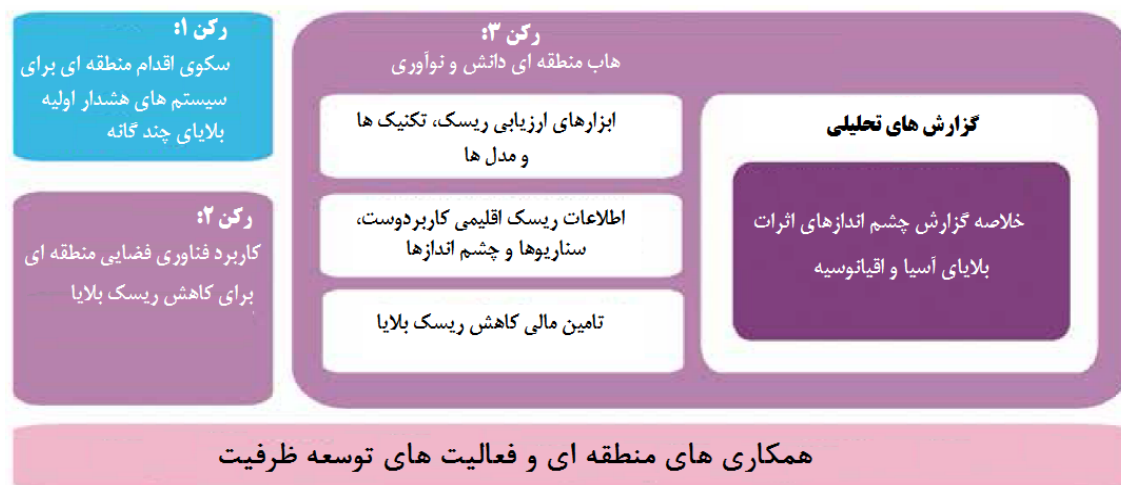 رکن ۱:
سکوی اقدام منطقه ای برای
سیستم های هشدار اولیه
بلایای چند گانه
رکن ۲:
کاربرد فناوری فضایی منطقه ای
برای کاهش ریسک بلایا
رکن ۳:
هاب منطقه ای دانش و نوآوری
ابزارهای ارزیابی ریسک، تکنیک ها
و مدل ها
اطلاعات ریسک اقلیمی کاربردوست،
سناریوها و چشم اندازها
تامین مالی کاهش ریسک بلایا
گزارش های تحلیلی
خلاصه گزارش چشم اندازهای اثرات
بلایای آسیا و اقیانوسیه
همکاری های منطقه ای و فعالیت های توسعه ظرفیت